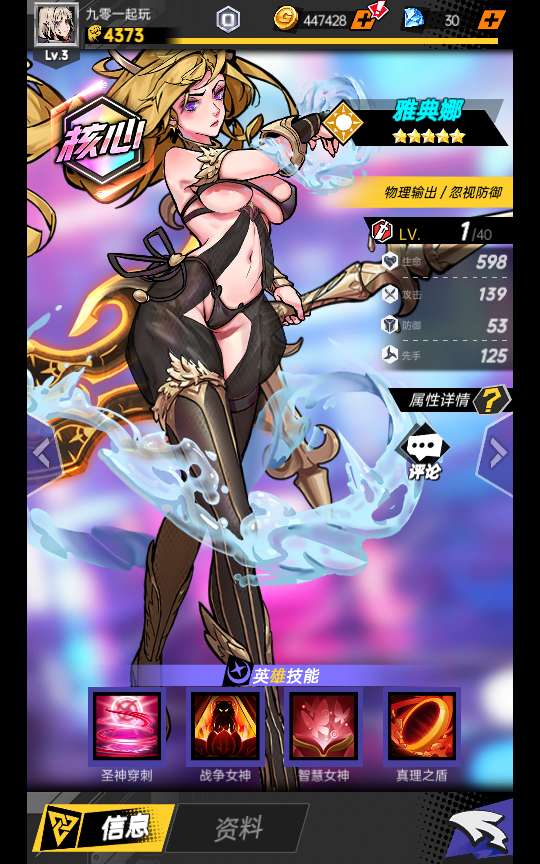 九零一起玩
4373
Lv.3
447428
30
核心
雅典娜
物理输出 / 忽视防御
LV. 1/40
生命 598
攻击 139
防御 53
先手 125
属性详情 ?
评论
英雄技能
圣神穿刺
战争女神
智慧女神
真理之盾
信息
资料